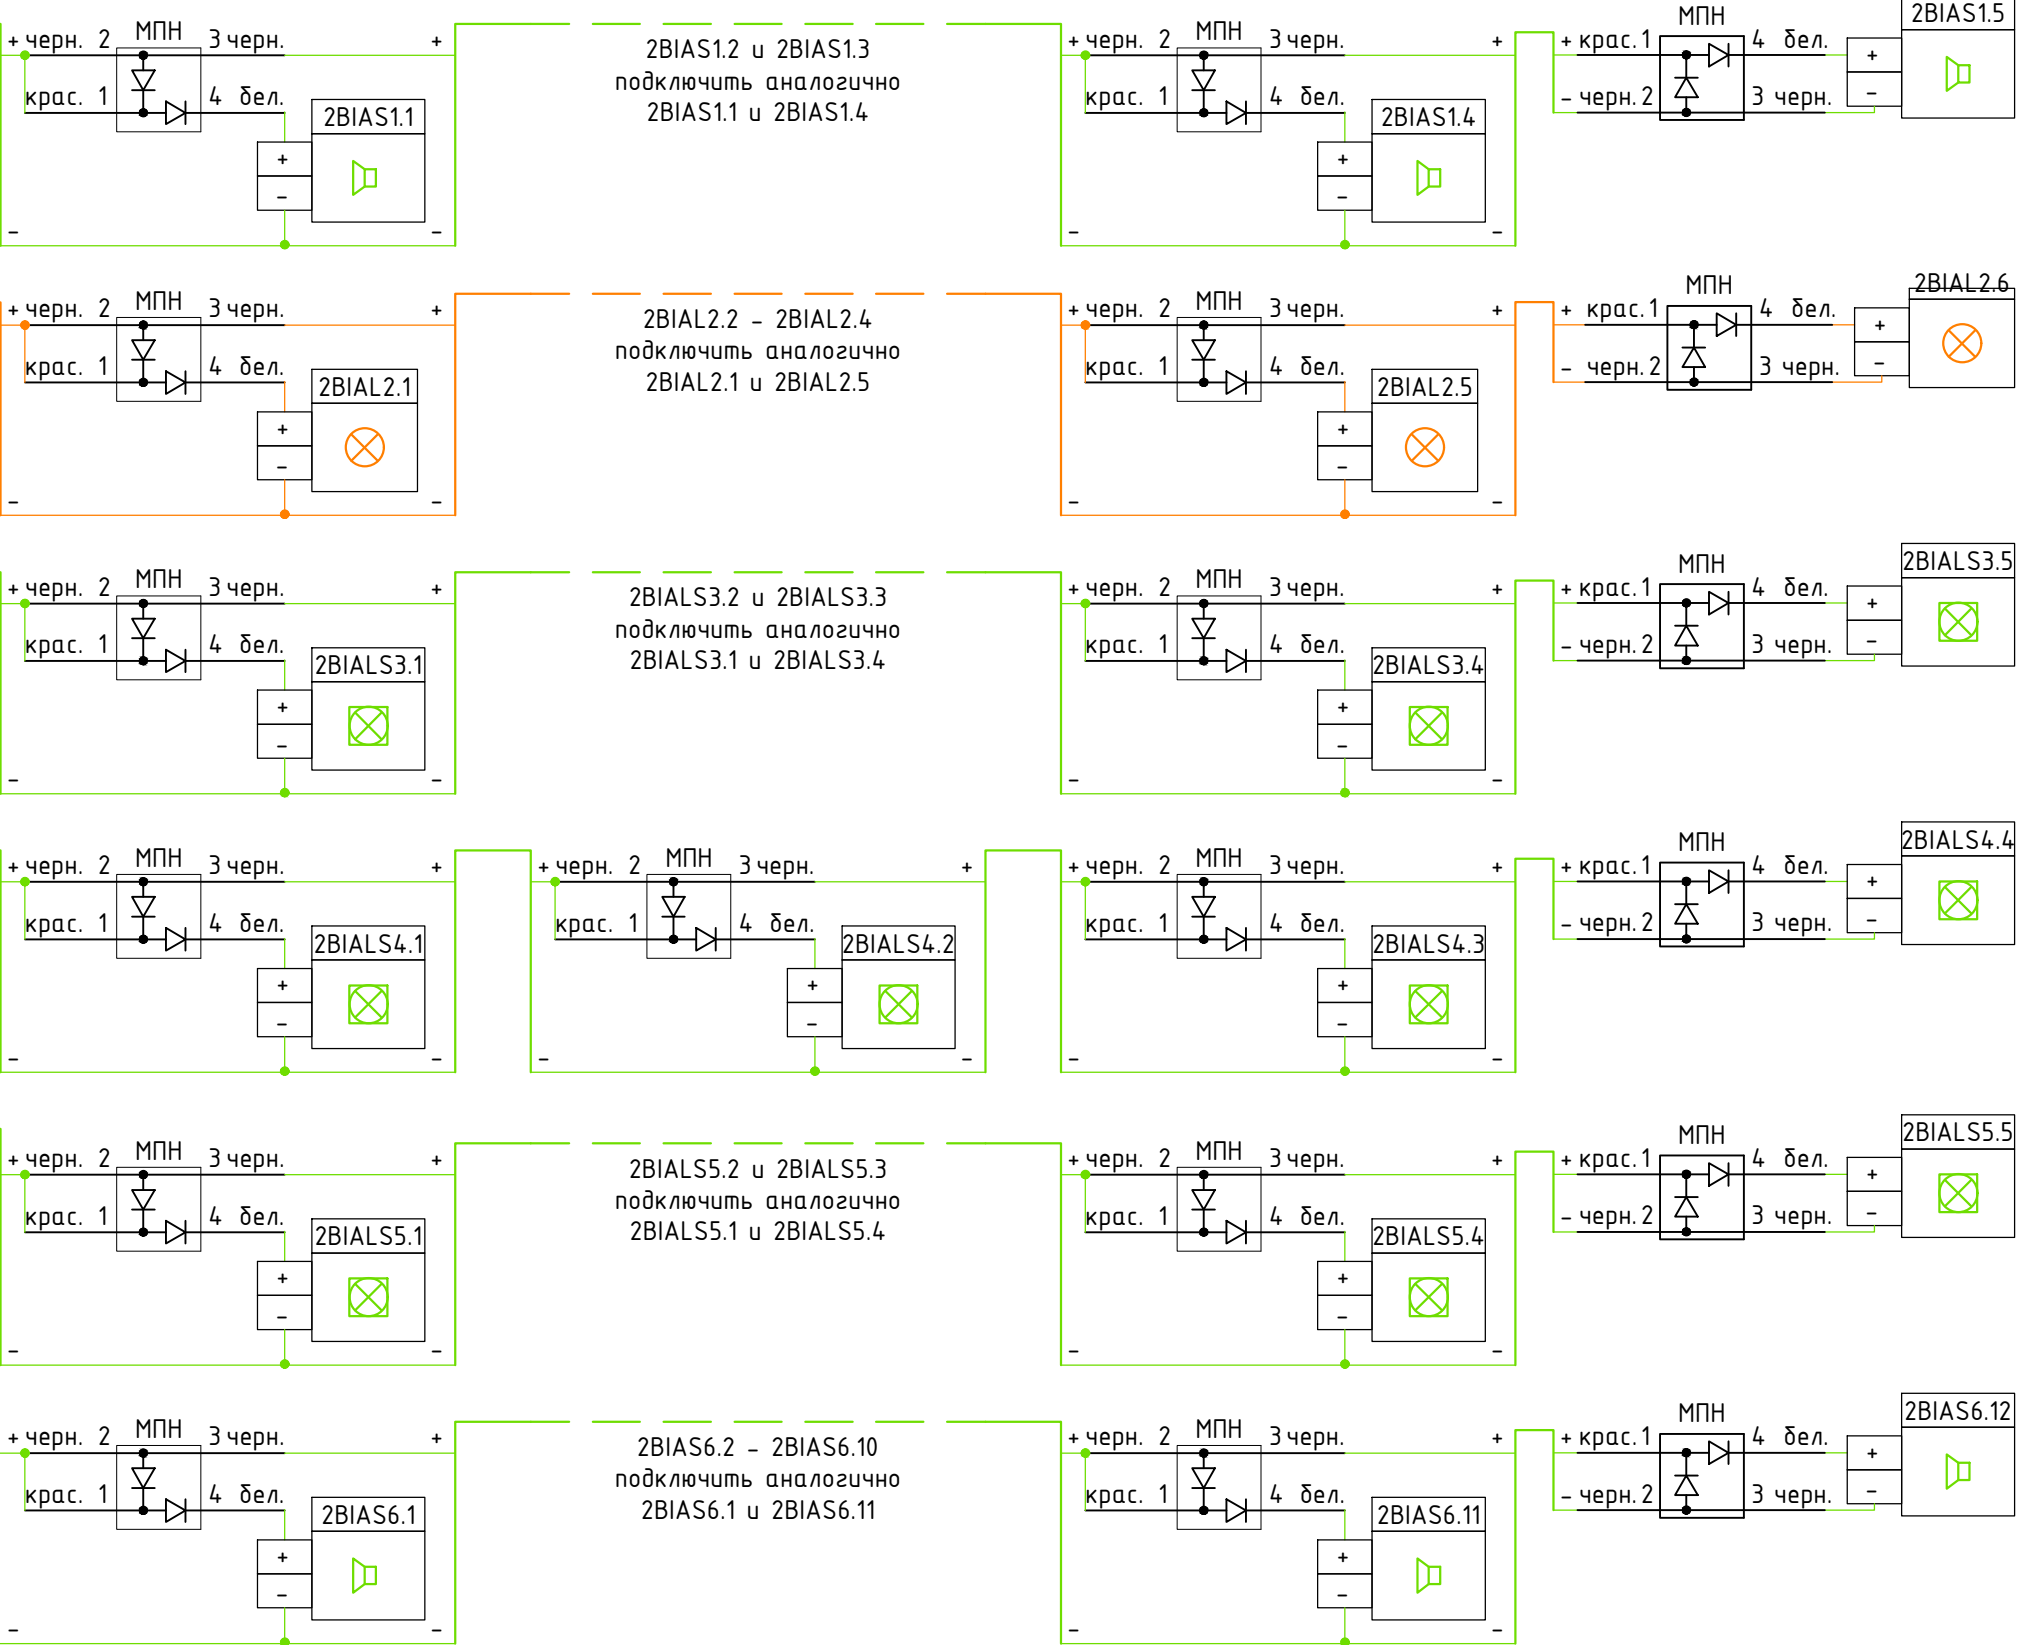 + черн. 2 МПН 3 черн. +
крас. 1 4 бел.
2BIAS1.1
+
-
- -
2BIAS1.2 и 2BIAS1.3
подключить аналогично
2BIAS1.1 и 2BIAS1.4
+ черн. 2 МПН 3 черн. +
крас. 1 4 бел.
2BIAS1.4
+
-
- -
МПН 2BIAS1.5
+ крас. 1 4 бел. +
- черн. 2 3 черн. -
+ черн. 2 МПН 3 черн. +
крас. 1 4 бел.
2BIAL2.1
+
-
- -
2BIAL2.2 - 2BIAL2.4
подключить аналогично
2BIAL2.1 и 2BIAL2.5
+ черн. 2 МПН 3 черн. +
крас. 1 4 бел.
2BIAL2.5
+
-
- -
МПН 2BIAL2.6
+ крас. 1 4 бел. +
- черн. 2 3 черн. -
+ черн. 2 МПН 3 черн. +
крас. 1 4 бел.
2BIALS3.1
+
-
- -
2BIALS3.2 и 2BIALS3.3
подключить аналогично
2BIALS3.1 и 2BIALS3.4
+ черн. 2 МПН 3 черн. +
крас. 1 4 бел.
2BIALS3.4
+
-
- -
МПН 2BIALS3.5
+ крас. 1 4 бел. +
- черн. 2 3 черн. -
+ черн. 2 МПН 3 черн. +
крас. 1 4 бел.
2BIALS4.1
+
-
- -
+ черн. 2 МПН 3 черн. +
крас. 1 4 бел.
2BIALS4.2
+
-
- -
+ черн. 2 МПН 3 черн. +
крас. 1 4 бел.
2BIALS4.3
+
-
- -
МПН 2BIALS4.4
+ крас. 1 4 бел. +
- черн. 2 3 черн. -
+ черн. 2 МПН 3 черн. +
крас. 1 4 бел.
2BIALS5.1
+
-
- -
2BIALS5.2 и 2BIALS5.3
подключить аналогично
2BIALS5.1 и 2BIALS5.4
+ черн. 2 МПН 3 черн. +
крас. 1 4 бел.
2BIALS5.4
+
-
- -
МПН 2BIALS5.5
+ крас. 1 4 бел. +
- черн. 2 3 черн. -
+ черн. 2 МПН 3 черн. +
крас. 1 4 бел.
2BIAS6.1
+
-
- -
2BIAS6.2 - 2BIAS6.10
подключить аналогично
2BIAS6.1 и 2BIAS6.11
+ черн. 2 МПН 3 черн. +
крас. 1 4 бел.
2BIAS6.11
+
-
- -
МПН 2BIAS6.12
+ крас. 1 4 бел. +
- черн. 2 3 черн. -